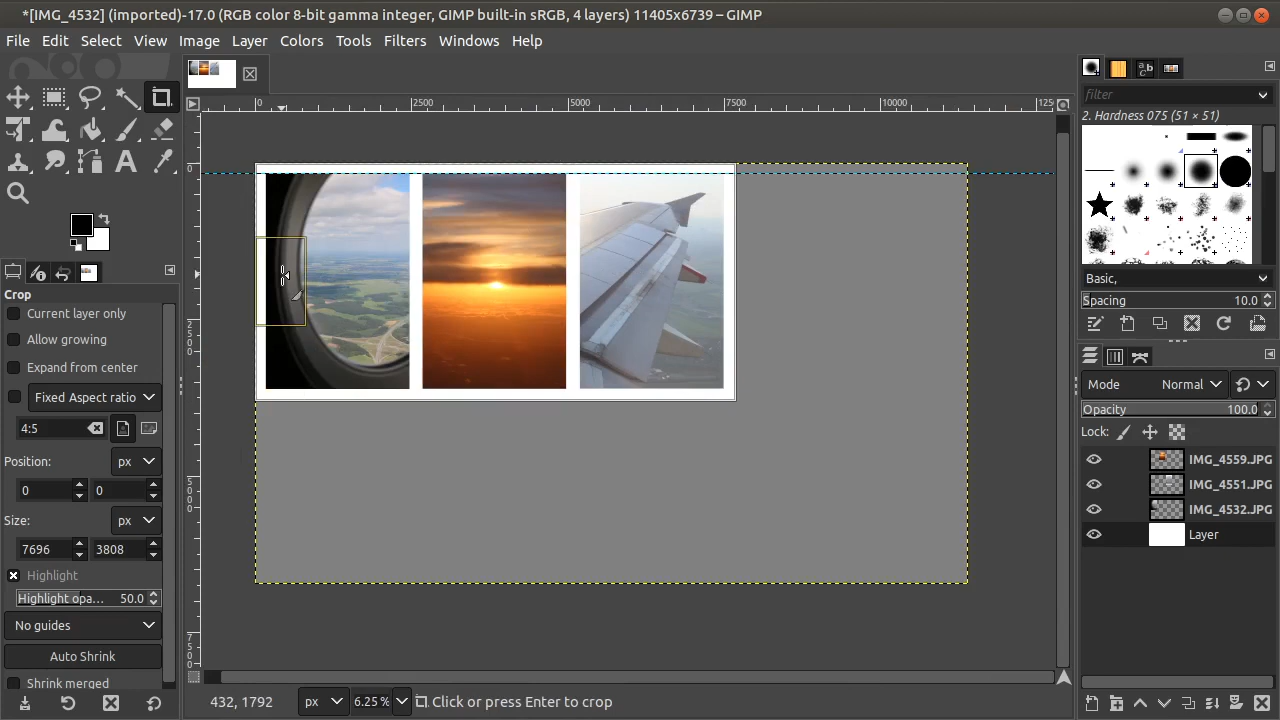 *[IMG_4532] (imported)-17.0 (RGB color 8-bit gamma integer, GIMP built-in sRGB, 4 layers) 11405x6739 – GIMP
File Edit Select View Image Layer Colors Tools Filters Windows Help
filter
2. Hardness 075 (51 × 51)
0 2500 5000 7500 10000 125
0
2500
5000
7500
Basic,
Spacing 10.0
Crop
Current layer only
Allow growing
Expand from center
Fixed Aspect ratio
4:5
Position: px
0 0
Size: px
7696 3808
Highlight
Highlight opa... 50.0
No guides
Auto Shrink
Shrink merged
Mode Normal
Opacity 100.0
Lock:
IMG_4559.JPG
IMG_4551.JPG
IMG_4532.JPG
Layer
432, 1792 px 6.25 % Click or press Enter to crop